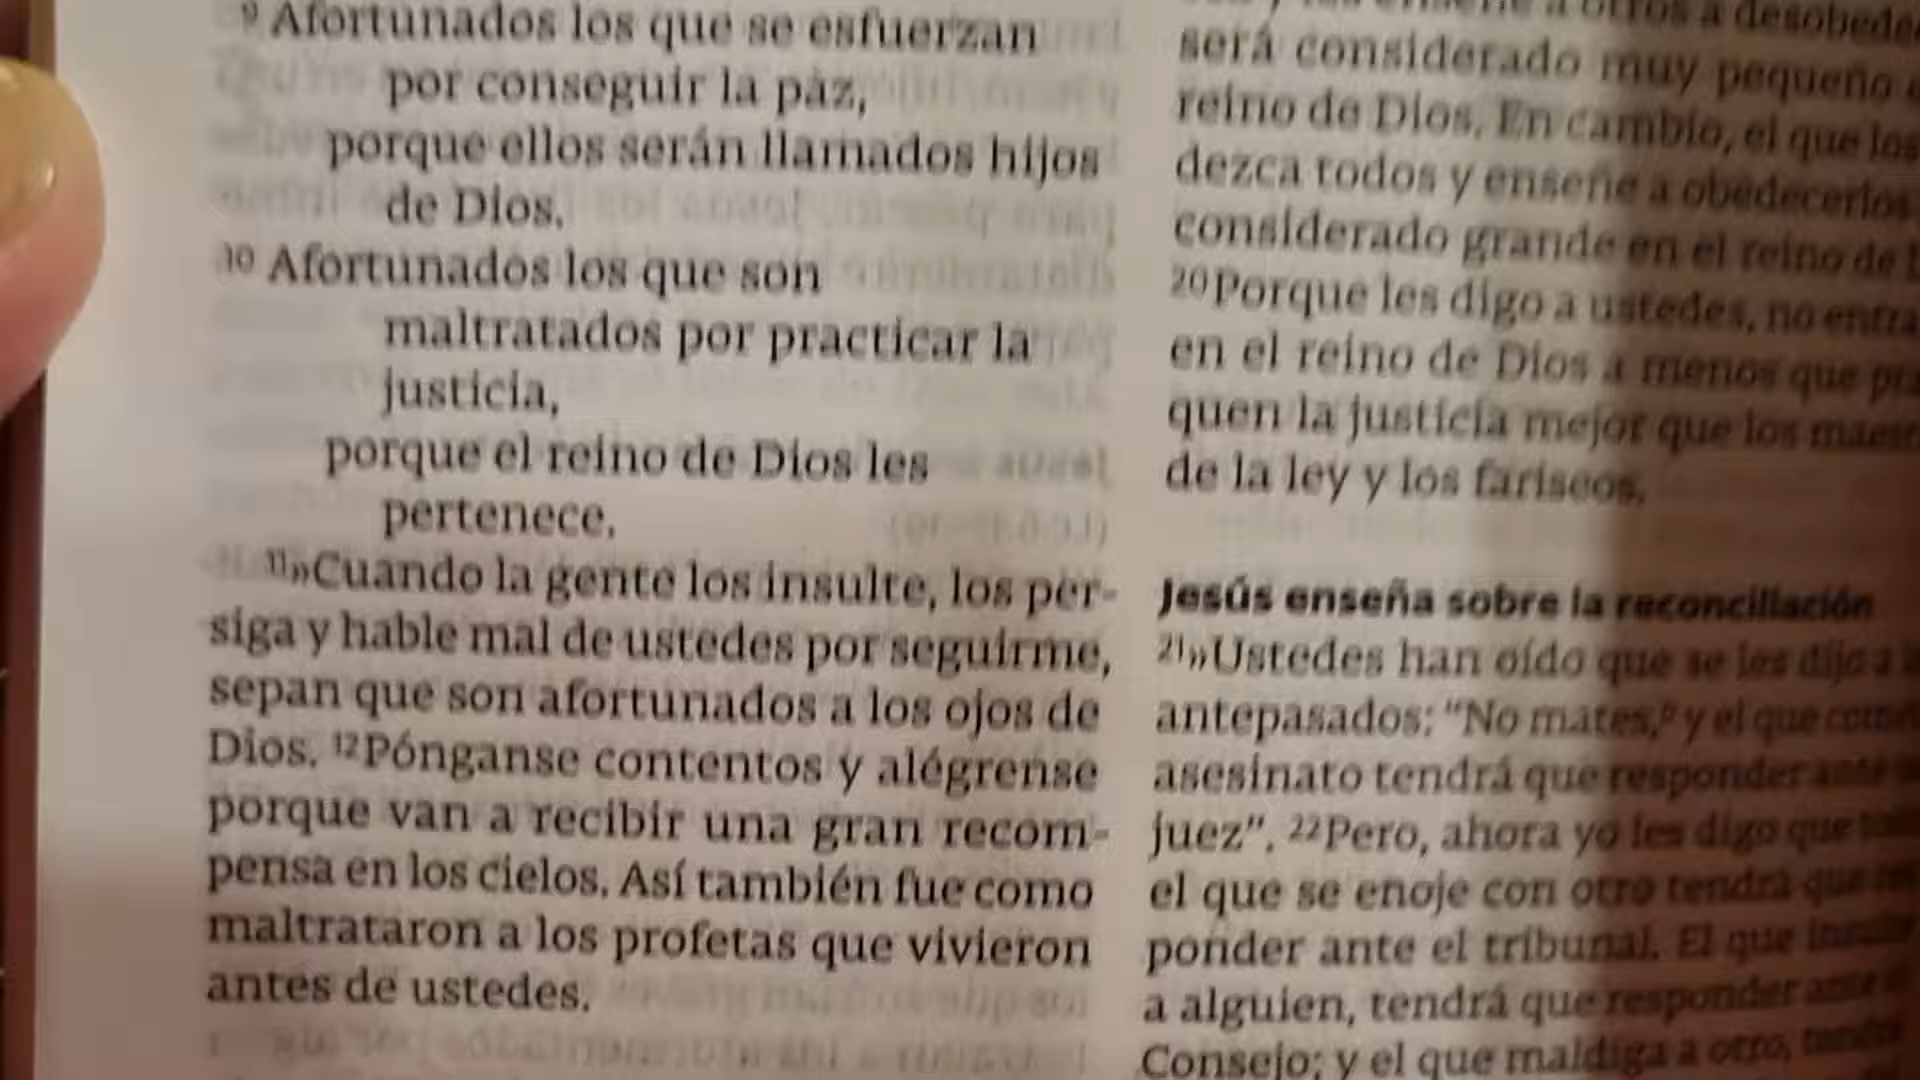 9 Afortunados los que se esfuerzan
por conseguir la paz,
porque ellos serán llamados hijos
de Dios.
10 Afortunados los que son
maltratados por practicar la
justicia,
porque el reino de Dios les
pertenece.
11 »Cuando la gente los insulte, los per-
siga y hable mal de ustedes por seguirme,
sepan que son afortunados a los ojos de
Dios. 12 Pónganse contentos y alégrense
porque van a recibir una gran recom-
pensa en los cielos. Así también fue como
maltrataron a los profetas que vivieron
antes de ustedes.
a otros a
será considerado muy pequeño
reino de Dios. En cambio, el que los
dezca todos y enseñe a obedecerlos
considerado grande en el reino de
20 Porque les digo a ustedes, no
en el reino de Dios a menos que
quen la justicia mejor que los
de la ley y los fariseos.
Jesús enseña sobre la reconciliación
21 »Ustedes han oído que se les dijo a
antepasados: “No mates, y el que
asesinato tendrá que responder ante
juez”. 22 Pero, ahora yo les digo que
el que se enoje con otro tendrá que
ponder ante el tribunal. El que
a alguien, tendrá que responder ante
Consejo; y el que maldiga a otro,